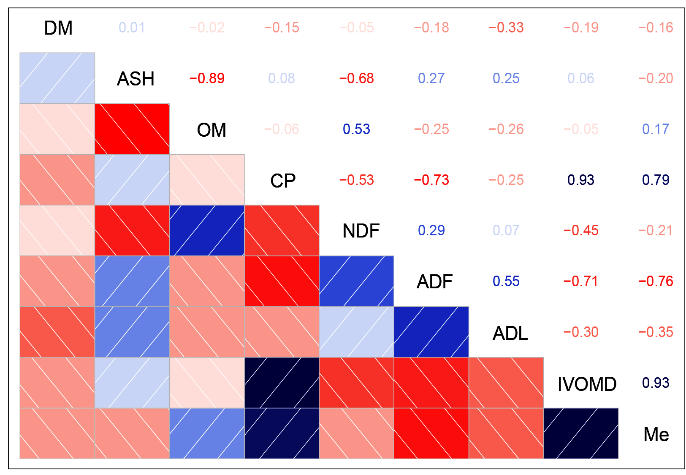 DM 0.01 −0.02 −0.15 −0.05 −0.18 −0.33 −0.19 −0.16
ASH −0.89 0.08 −0.68 0.27 0.25 0.06 −0.20
OM −0.06 0.53 −0.25 −0.26 −0.05 0.17
CP −0.53 −0.73 −0.25 0.93 0.79
NDF 0.29 0.07 −0.45 −0.21
ADF 0.55 −0.71 −0.76
ADL −0.30 −0.35
IVOMD 0.93
Me